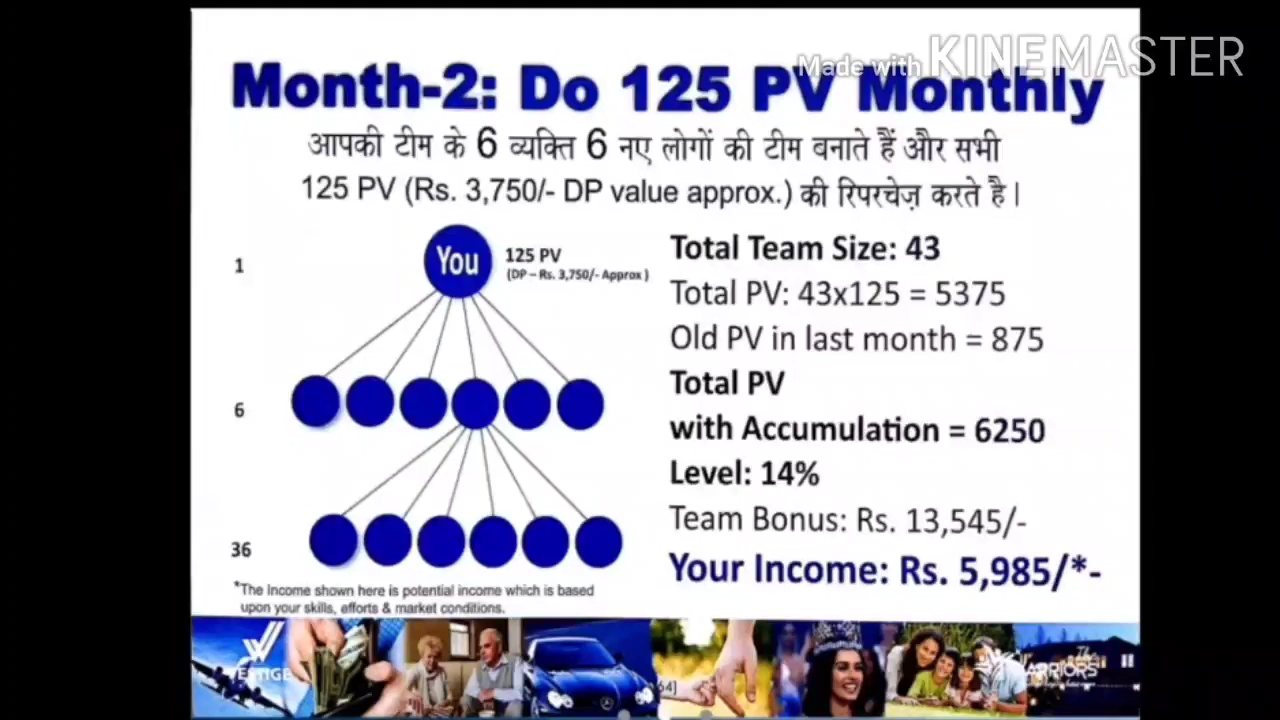 Made with KINEMASTER
Month-2: Do 125 PV Monthly
आपकी टीम के 6 व्यक्ति 6 नए लोगों की टीम बनाते हैं और सभी
125 PV (Rs. 3,750/- DP value approx.) की रिपरचेज़ करते है।
1
You
125 PV
(DP – Rs. 3,750/- Approx )
6
36
Total Team Size: 43
Total PV: 43x125 = 5375
Old PV in last month = 875
Total PV
with Accumulation = 6250
Level: 14%
Team Bonus: Rs. 13,545/-
Your Income: Rs. 5,985/*-
*The Income shown here is potential income which is based
upon your skills, efforts & market conditions.
64]
The